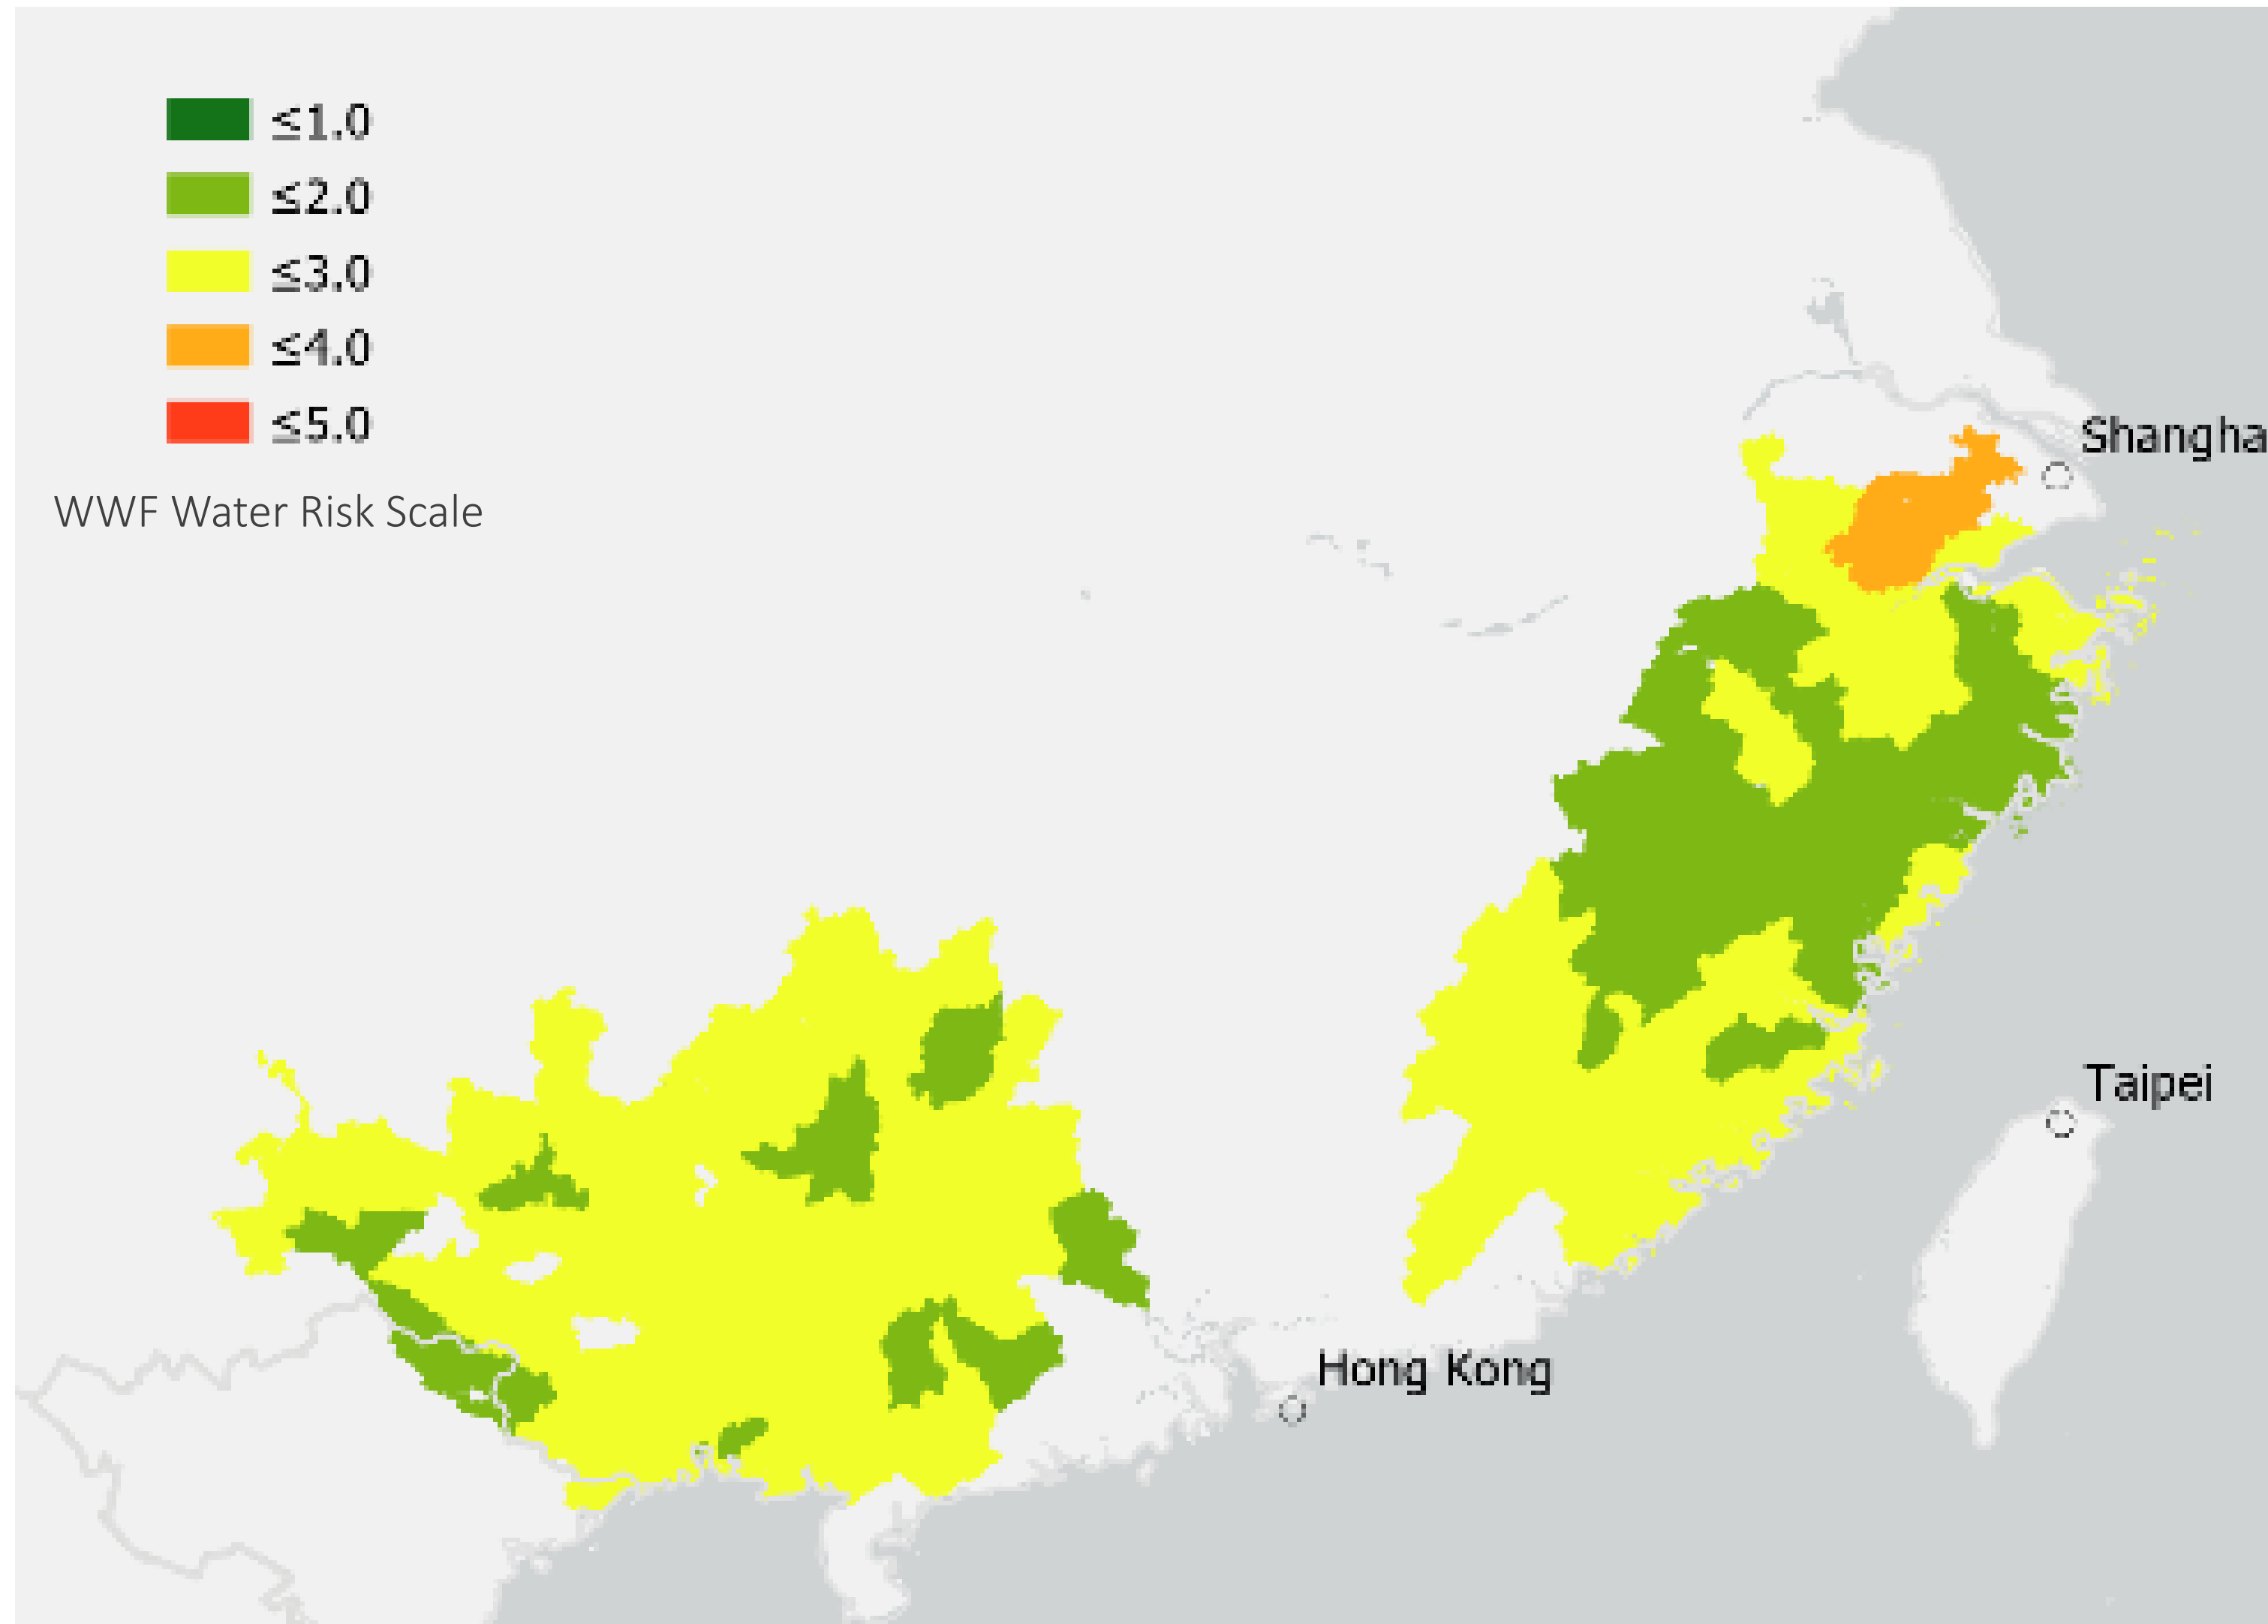 ≤1.0
≤2.0
≤3.0
≤4.0
≤5.0
WWF Water Risk Scale
Shangha
Taipei
Hong Kong